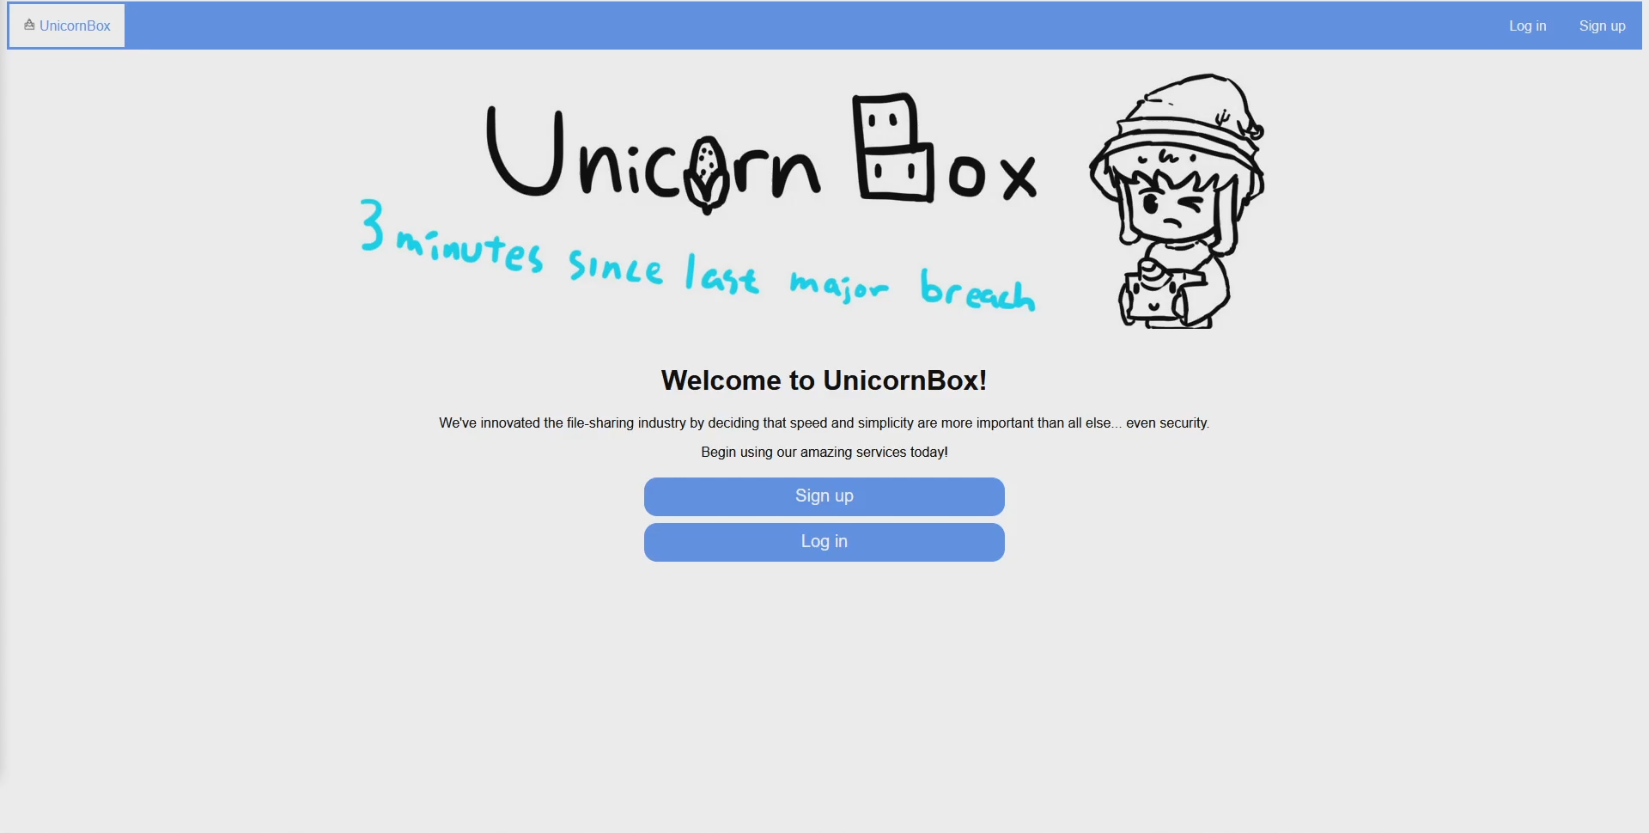 UnicornBox
Log in
Sign up
Unicorn Box
3 minutes since last major breach
Welcome to UnicornBox!
We've innovated the file-sharing industry by deciding that speed and simplicity are more important than all else... even security.
Begin using our amazing services today!
Sign up
Log in